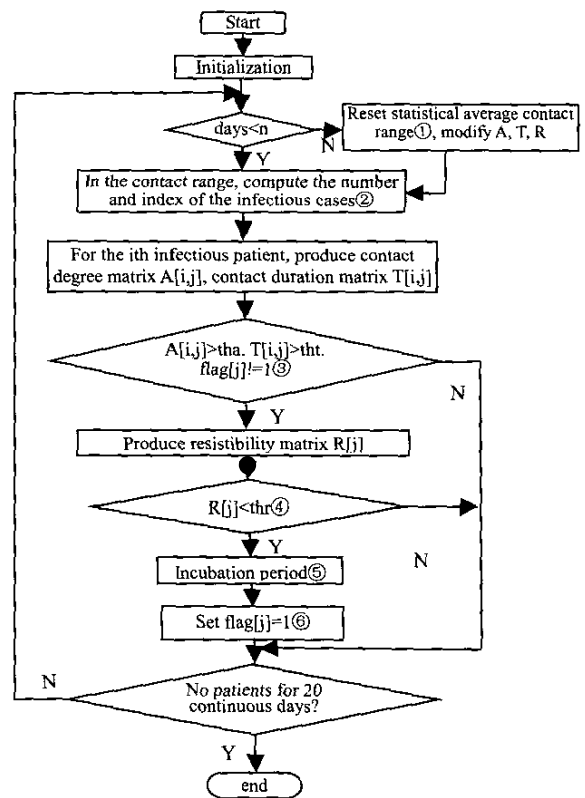 Start
Initialization
days<n
N
Y
Reset statistical average contact
range①, modify A, T, R
In the contact range, compute the number
and index of the infectious cases②
For the ith infectious patient, produce contact
degree matrix A[i,j], contact duration matrix T[i,j]
A[i,j]>tha. T[i,j]>tht.
flag[j]!=1③
N
Y
Produce resistibility matrix R[j]
R[j]<thr④
N
Y
Incubation period⑤
Set flag[j]=1⑥
No patients for 20
continuous days?
N
Y
end